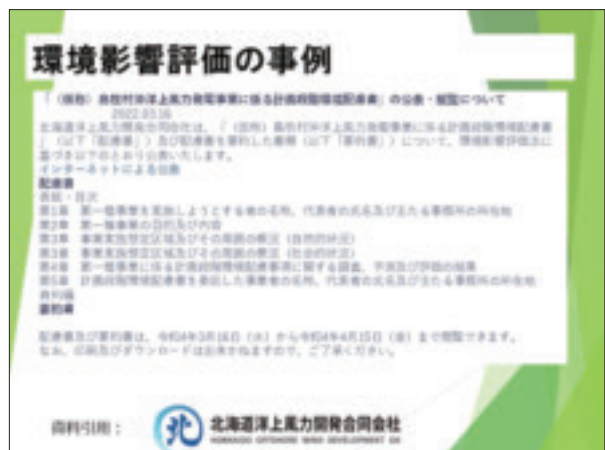 環境影響評価の事例
「（仮称）島牧村沖洋上風力発電事業に係る計画段階環境配慮書」の公表・縦覧について
2022.03.16
北海道洋上風力開発合同会社は、「（仮称）島牧村沖洋上風力発電事業に係る計画段階環境配慮書
」（以下「配慮書」）及び配慮書を要約した書類（以下「要約書」）について、環境影響評価法に
基づき以下のとおり公表いたします。
インターネットによる公表
配慮書
表紙・目次
第1章　第一種事業を実施しようとする者の名称、代表者の氏名及び主たる事務所の所在地
第2章　第一種事業の目的及び内容
第3章　事業実施想定区域及びその周囲の概況（自然的状況）
第3章　事業実施想定区域及びその周囲の概況（社会的状況）
第4章　第一種事業に係る計画段階配慮事項に関する調査、予測及び評価の結果
第5章　計画段階環境配慮書を委託した事業者の名称、代表者の氏名及び主たる事務所の所在地
資料編
要約書
配慮書及び要約書は、令和4年3月16日（水）から令和4年4月15日（金）まで閲覧できます。
なお、印刷及びダウンロードは出来かねますので、ご了承ください。
資料引用：
北 北海道洋上風力開発合同会社
HOKKAIDO OFFSHORE WIND DEVELOPMENT GK